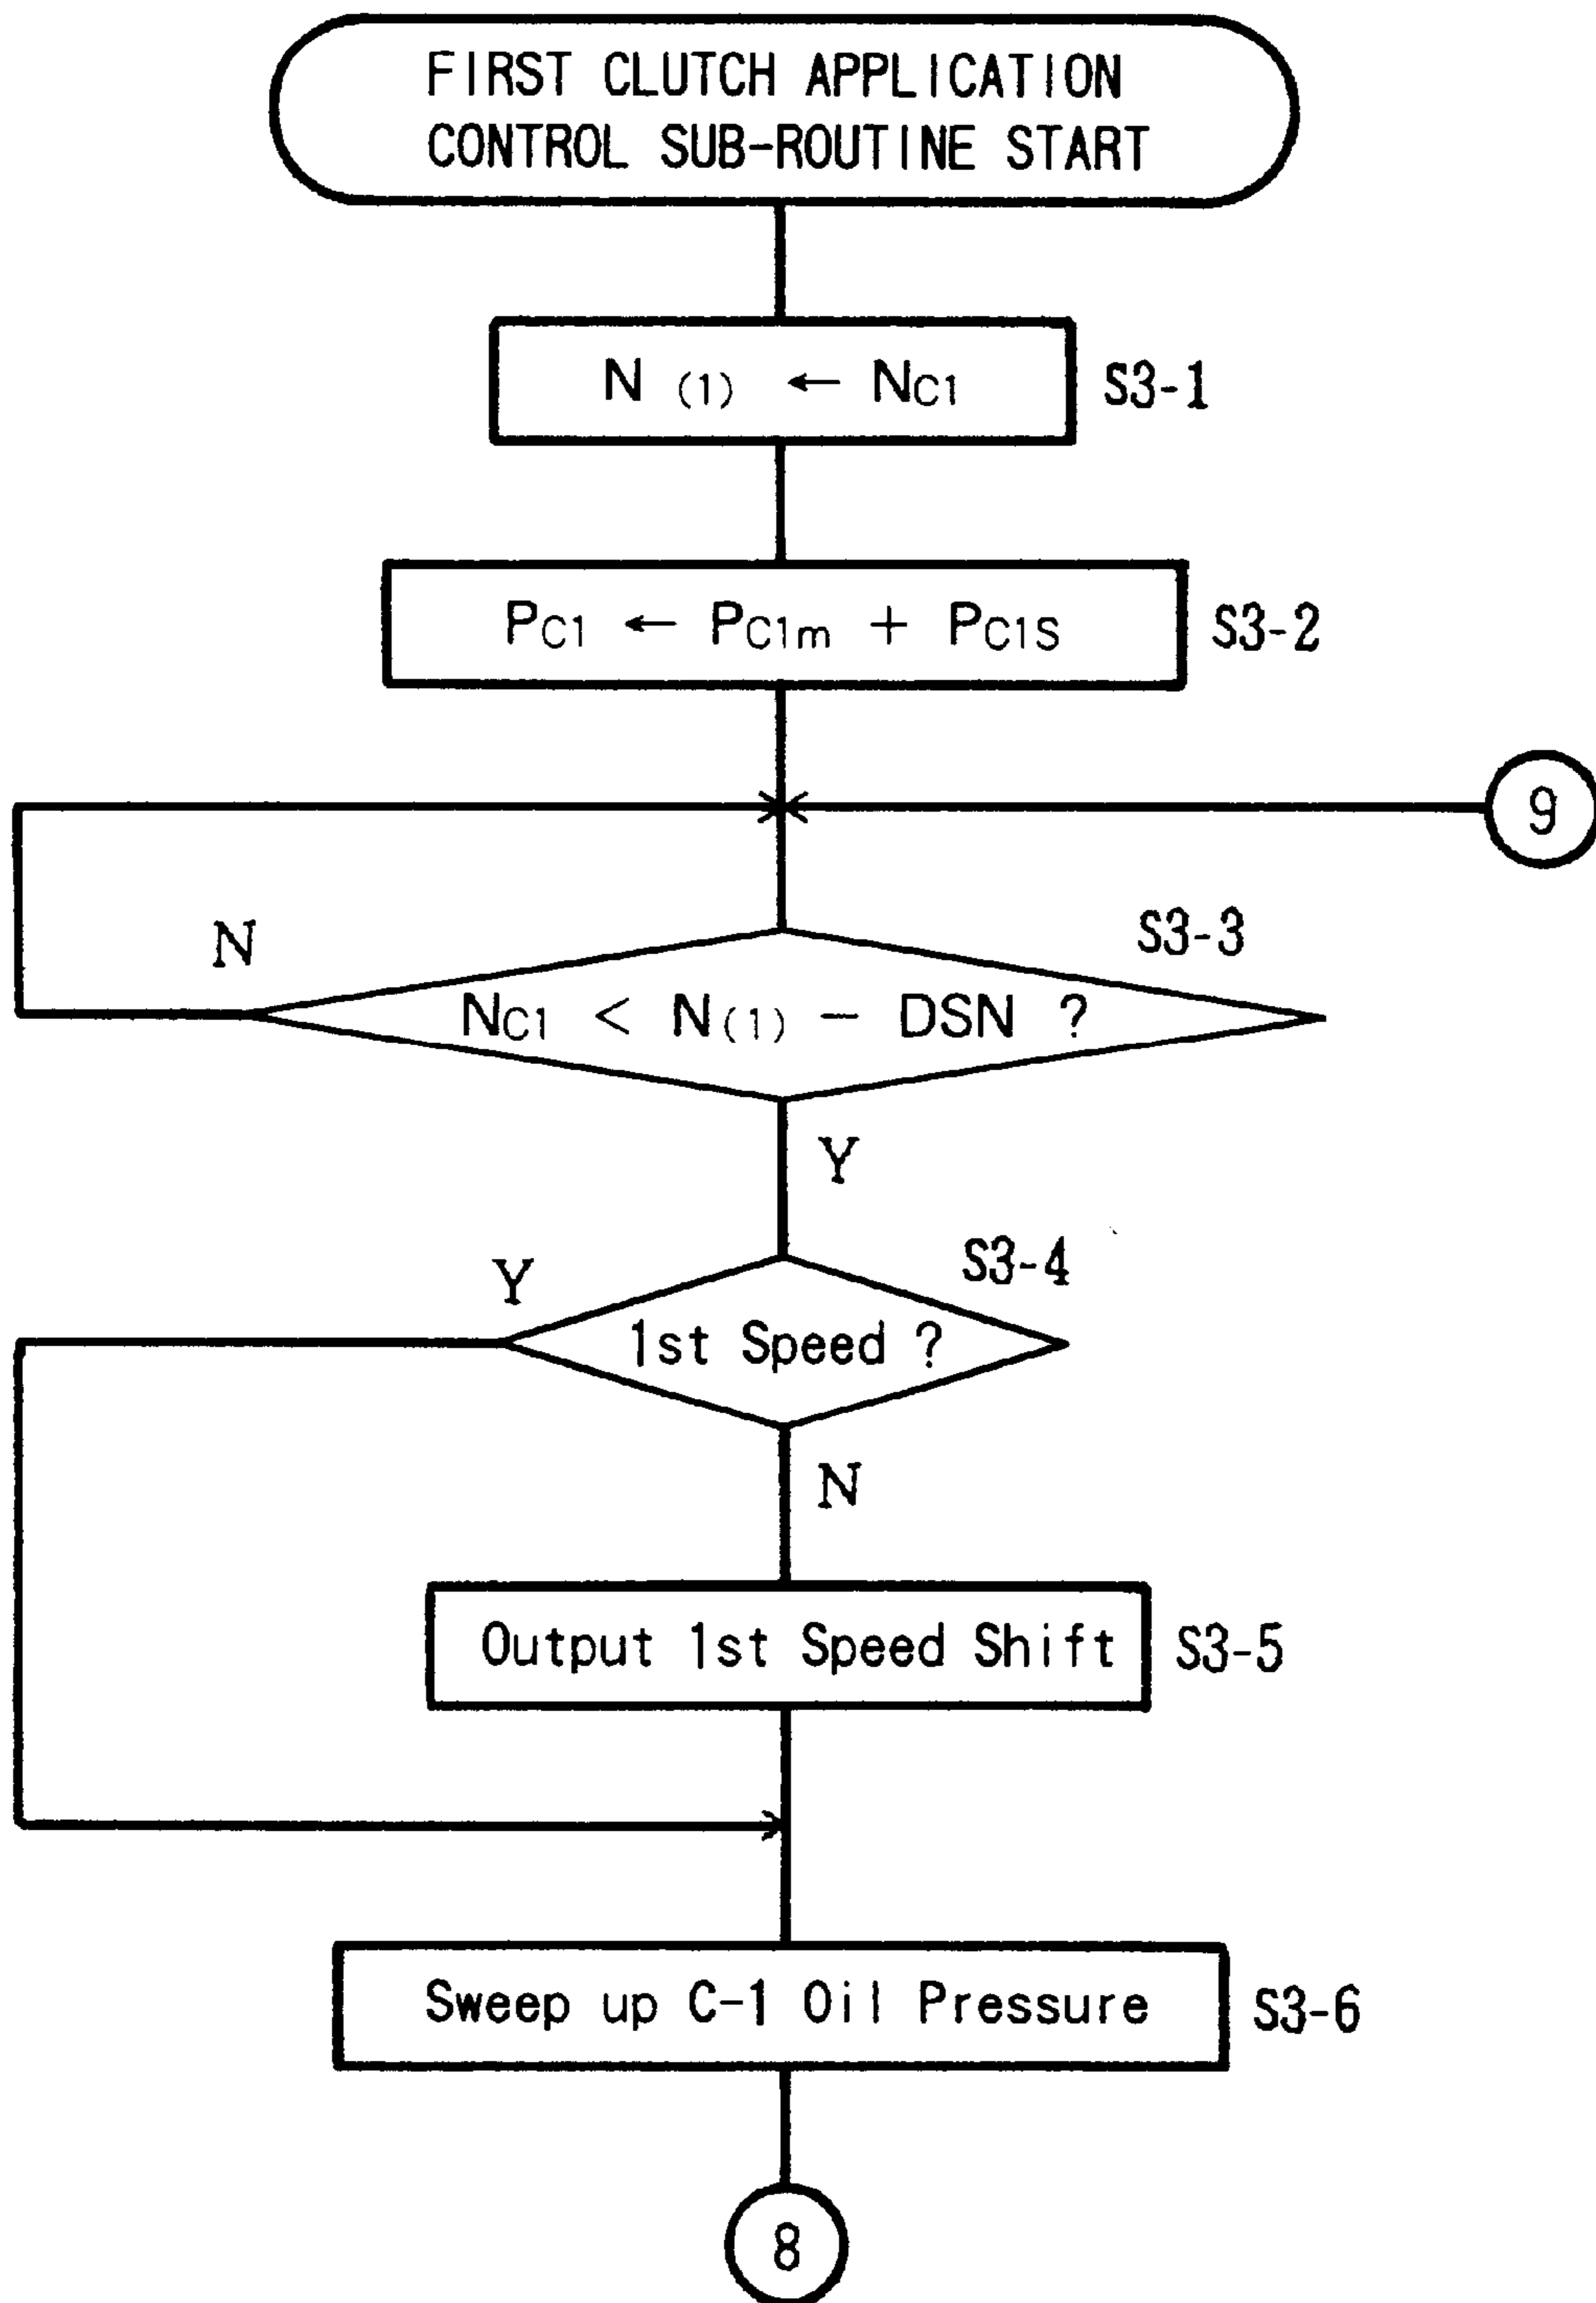 FIRST CLUTCH APPLICATION
CONTROL SUB-ROUTINE START
N (1) ← NC1
S3-1
PC1 ← PC1m + PC1S
S3-2
9
N
S3-3
NC1 < N(1) - DSN ?
Y
Y
S3-4
1st Speed ?
N
Output 1st Speed Shift
S3-5
Sweep up C-1 Oil Pressure
S3-6
8